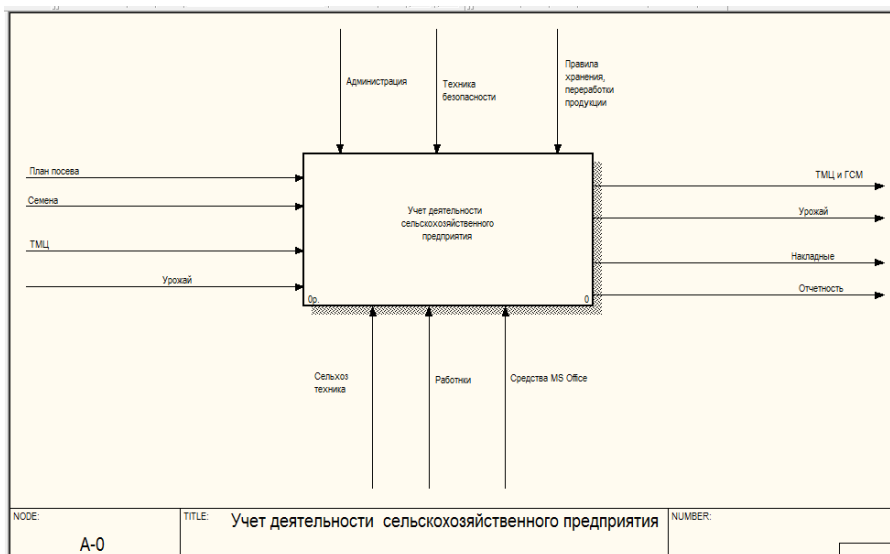 Администрация
Техника
безопасности
Правила
хранения,
переработки
продукции
План посева
Семена
ТМЦ
Урожай
Учет деятельности
сельскохозяйственного
предприятия
0р.
0
ТМЦ и ГСМ
Урожай
Накладные
Отчетность
Сельхоз
техника
Работнки
Средства MS Office
NODE:
A-0
TITLE:
Учет деятельности сельскохозяйственного предприятия
NUMBER: